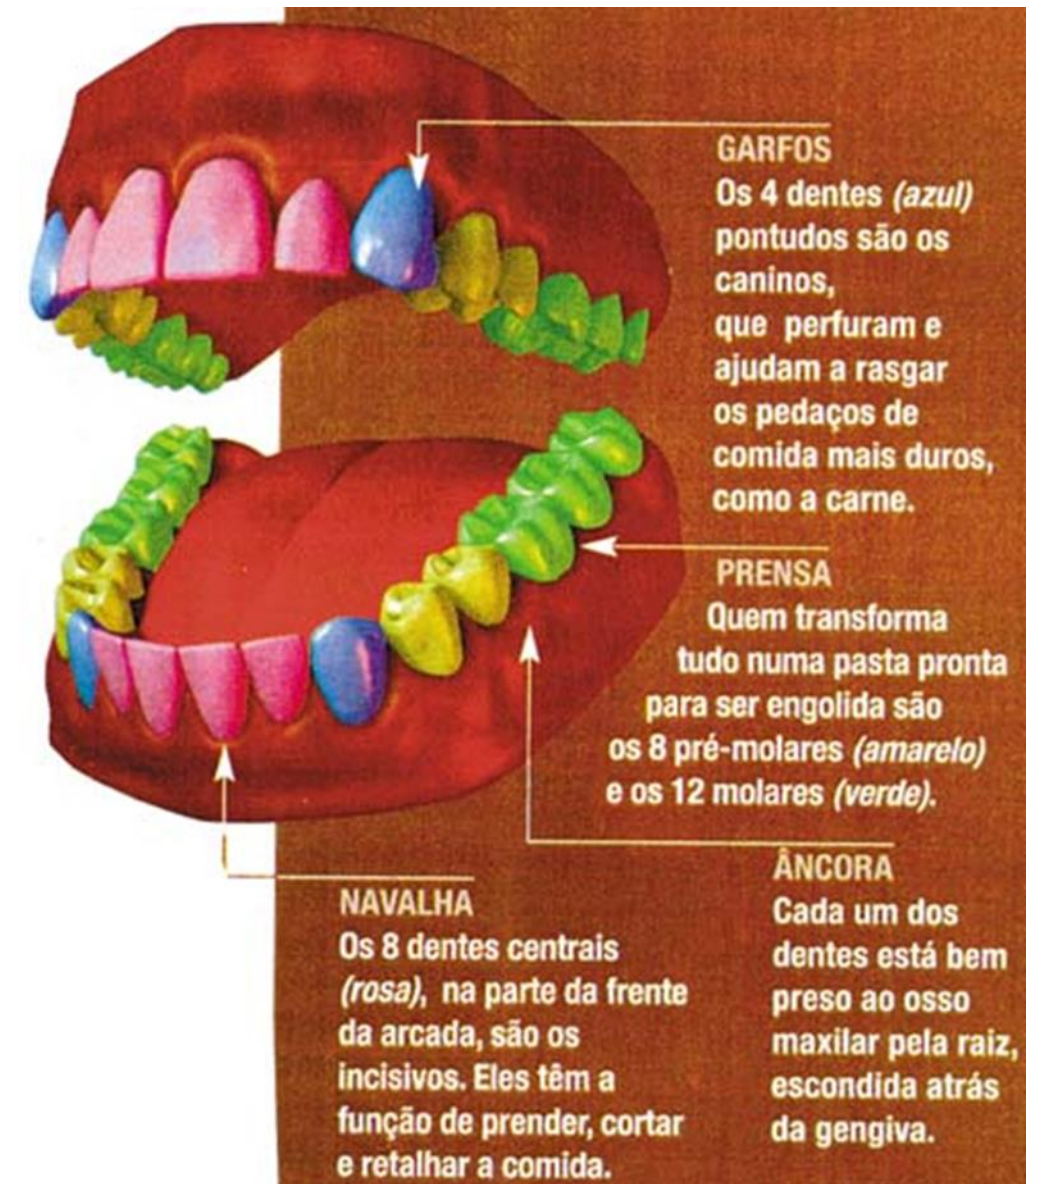 GARFOS
Os 4 dentes (azul)
pontudos são os
caninos,
que perfuram e
ajudam a rasgar
os pedaços de
comida mais duros,
como a carne.
PRENSA
Quem transforma
tudo numa pasta pronta
para ser engolida são
os 8 pré-molares (amarelo)
e os 12 molares (verde).
ÂNCORA
Cada um dos
dentes está bem
preso ao osso
maxilar pela raiz,
escondida atrás
da gengiva.
NAVALHA
Os 8 dentes centrais
(rosa), na parte da frente
da arcada, são os
incisivos. Eles têm a
função de prender, cortar
e retalhar a comida.